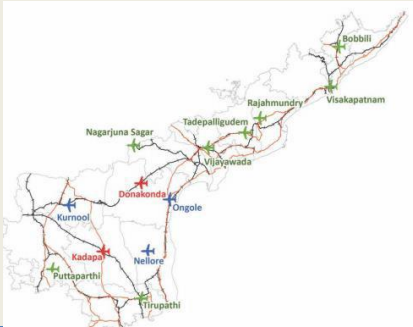 Bobbili
Visakapatnam
Rajahmundry
Tadepalligudem
Nagarjuna Sagar
Vijayawada
Donakonda
Kurnool
Ongole
Kadapa
Nellore
Puttaparthi
Tirupathi